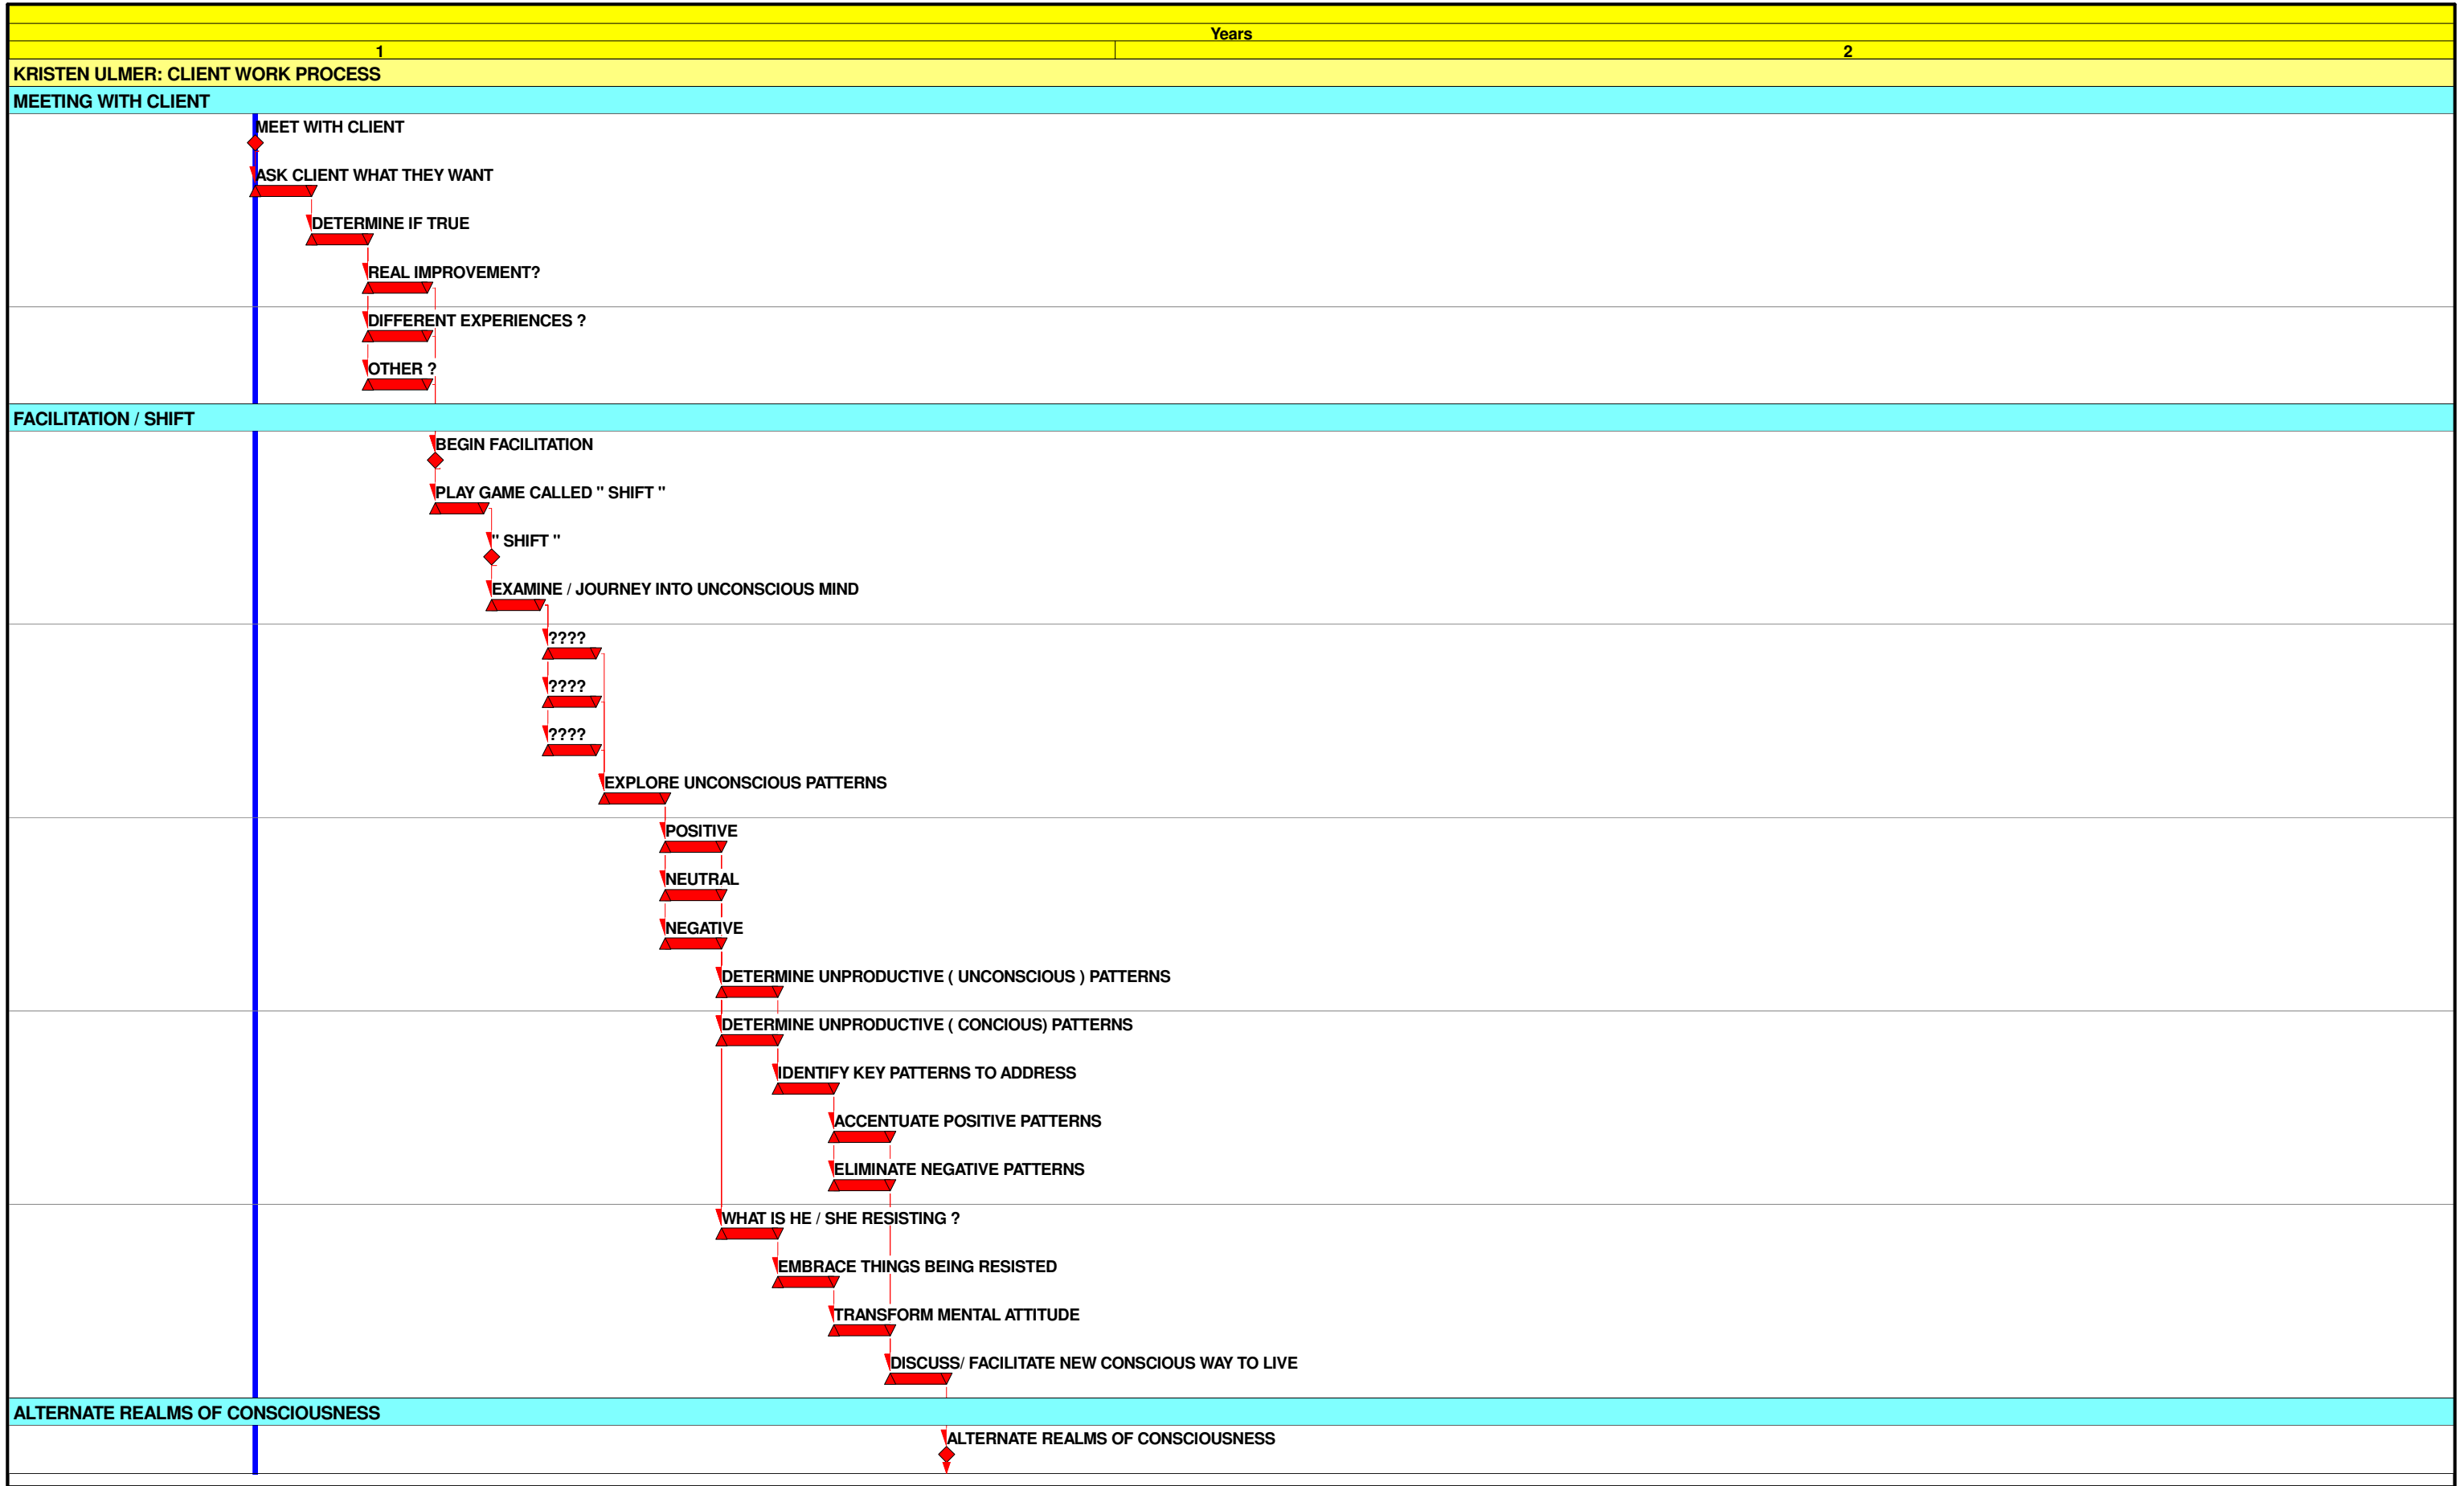 Years
1 2
KRISTEN ULMER: CLIENT WORK PROCESS
MEETING WITH CLIENT
MEET WITH CLIENT
ASK CLIENT WHAT THEY WANT
DETERMINE IF TRUE
REAL IMPROVEMENT?
DIFFERENT EXPERIENCES ?
OTHER ?
FACILITATION / SHIFT
BEGIN FACILITATION
PLAY GAME CALLED " SHIFT "
" SHIFT "
EXAMINE / JOURNEY INTO UNCONSCIOUS MIND
????
????
????
EXPLORE UNCONSCIOUS PATTERNS
POSITIVE
NEUTRAL
NEGATIVE
DETERMINE UNPRODUCTIVE ( UNCONSCIOUS ) PATTERNS
DETERMINE UNPRODUCTIVE ( CONCIOUS) PATTERNS
IDENTIFY KEY PATTERNS TO ADDRESS
ACCENTUATE POSITIVE PATTERNS
ELIMINATE NEGATIVE PATTERNS
WHAT IS HE / SHE RESISTING ?
EMBRACE THINGS BEING RESISTED
TRANSFORM MENTAL ATTITUDE
DISCUSS/ FACILITATE NEW CONSCIOUS WAY TO LIVE
ALTERNATE REALMS OF CONSCIOUSNESS
ALTERNATE REALMS OF CONSCIOUSNESS